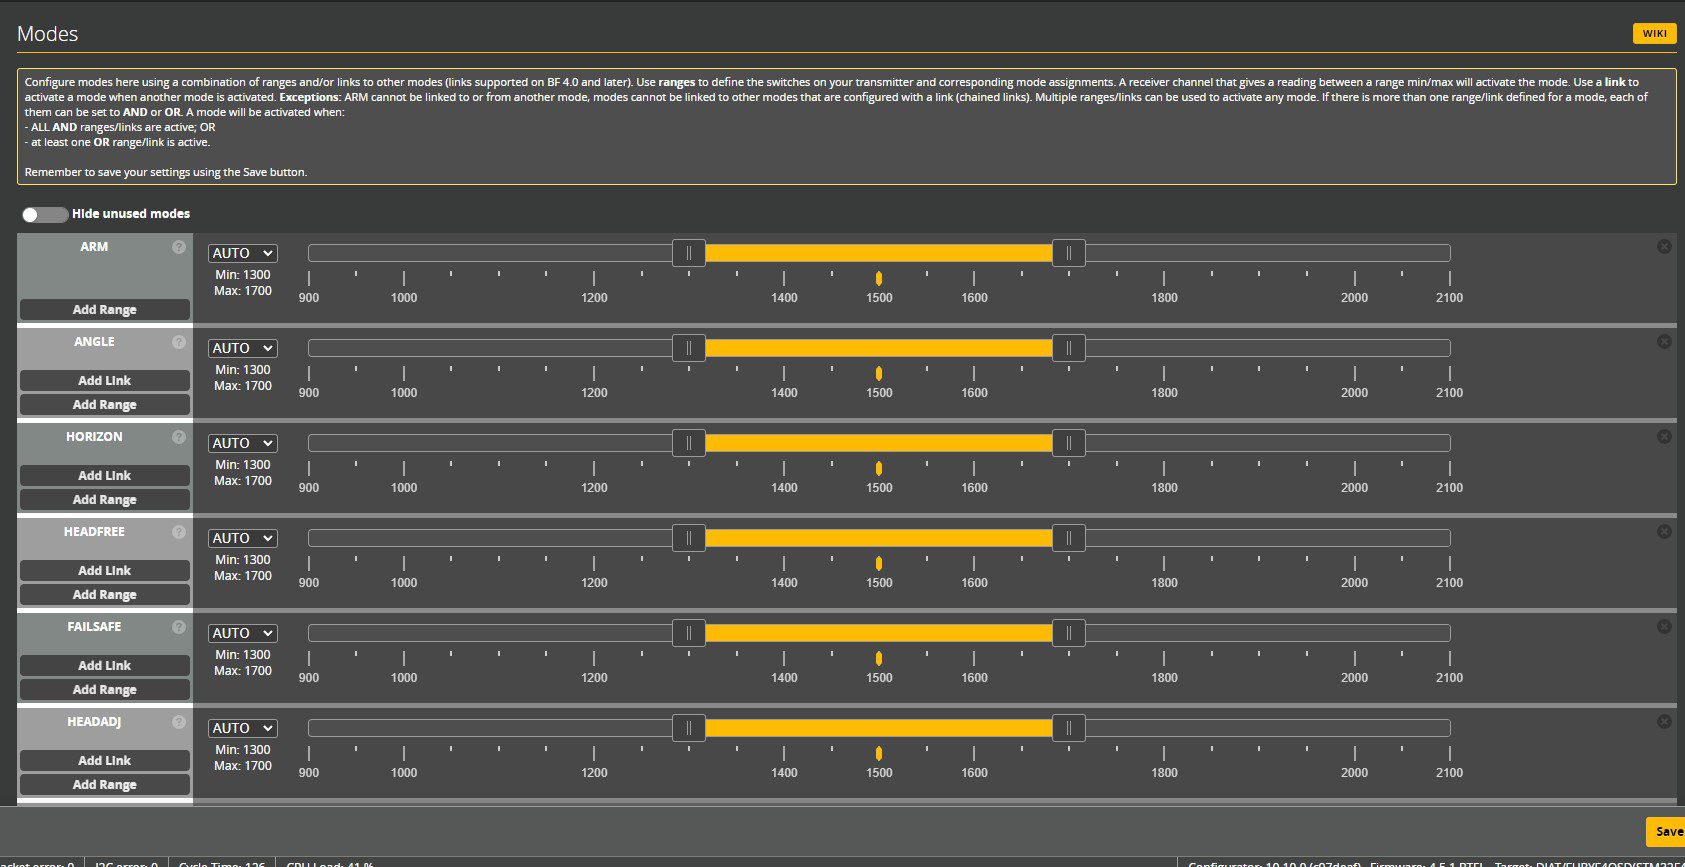 Modes
WIKI
Configure modes here using a combination of ranges and/or links to other modes (links supported on BF 4.0 and later). Use ranges to define the switches on your transmitter and corresponding mode assignments. A receiver channel that gives a reading between a range min/max will activate the mode. Use a link to
activate a mode when another mode is activated. Exceptions: ARM cannot be linked to or from another mode, modes cannot be linked to other modes that are configured with a link (chained links). Multiple ranges/links can be used to activate any mode. If there is more than one range/link defined for a mode, each of
them can be set to AND or OR. A mode will be activated when:
- ALL AND ranges/links are active; OR
- at least one OR range/link is active.
Remember to save your settings using the Save button.
Hide unused modes
ARM ?
AUTO
Min: 1300
Max: 1700
900 1000 1200 1400 1500 1600 1800 2000 2100
Add Range
ANGLE ?
AUTO
Min: 1300
Max: 1700
Add Link
900 1000 1200 1400 1500 1600 1800 2000 2100
Add Range
HORIZON ?
AUTO
Min: 1300
Max: 1700
Add Link
900 1000 1200 1400 1500 1600 1800 2000 2100
Add Range
HEADFREE ?
AUTO
Min: 1300
Max: 1700
Add Link
900 1000 1200 1400 1500 1600 1800 2000 2100
Add Range
FAILSAFE ?
AUTO
Min: 1300
Max: 1700
Add Link
900 1000 1200 1400 1500 1600 1800 2000 2100
Add Range
HEADADJ ?
AUTO
Min: 1300
Max: 1700
Add Link
900 1000 1200 1400 1500 1600 1800 2000 2100
Add Range
Save
acket error: 0 I2C error: 0 Cycle Time: 126 CPU Load: 41 %